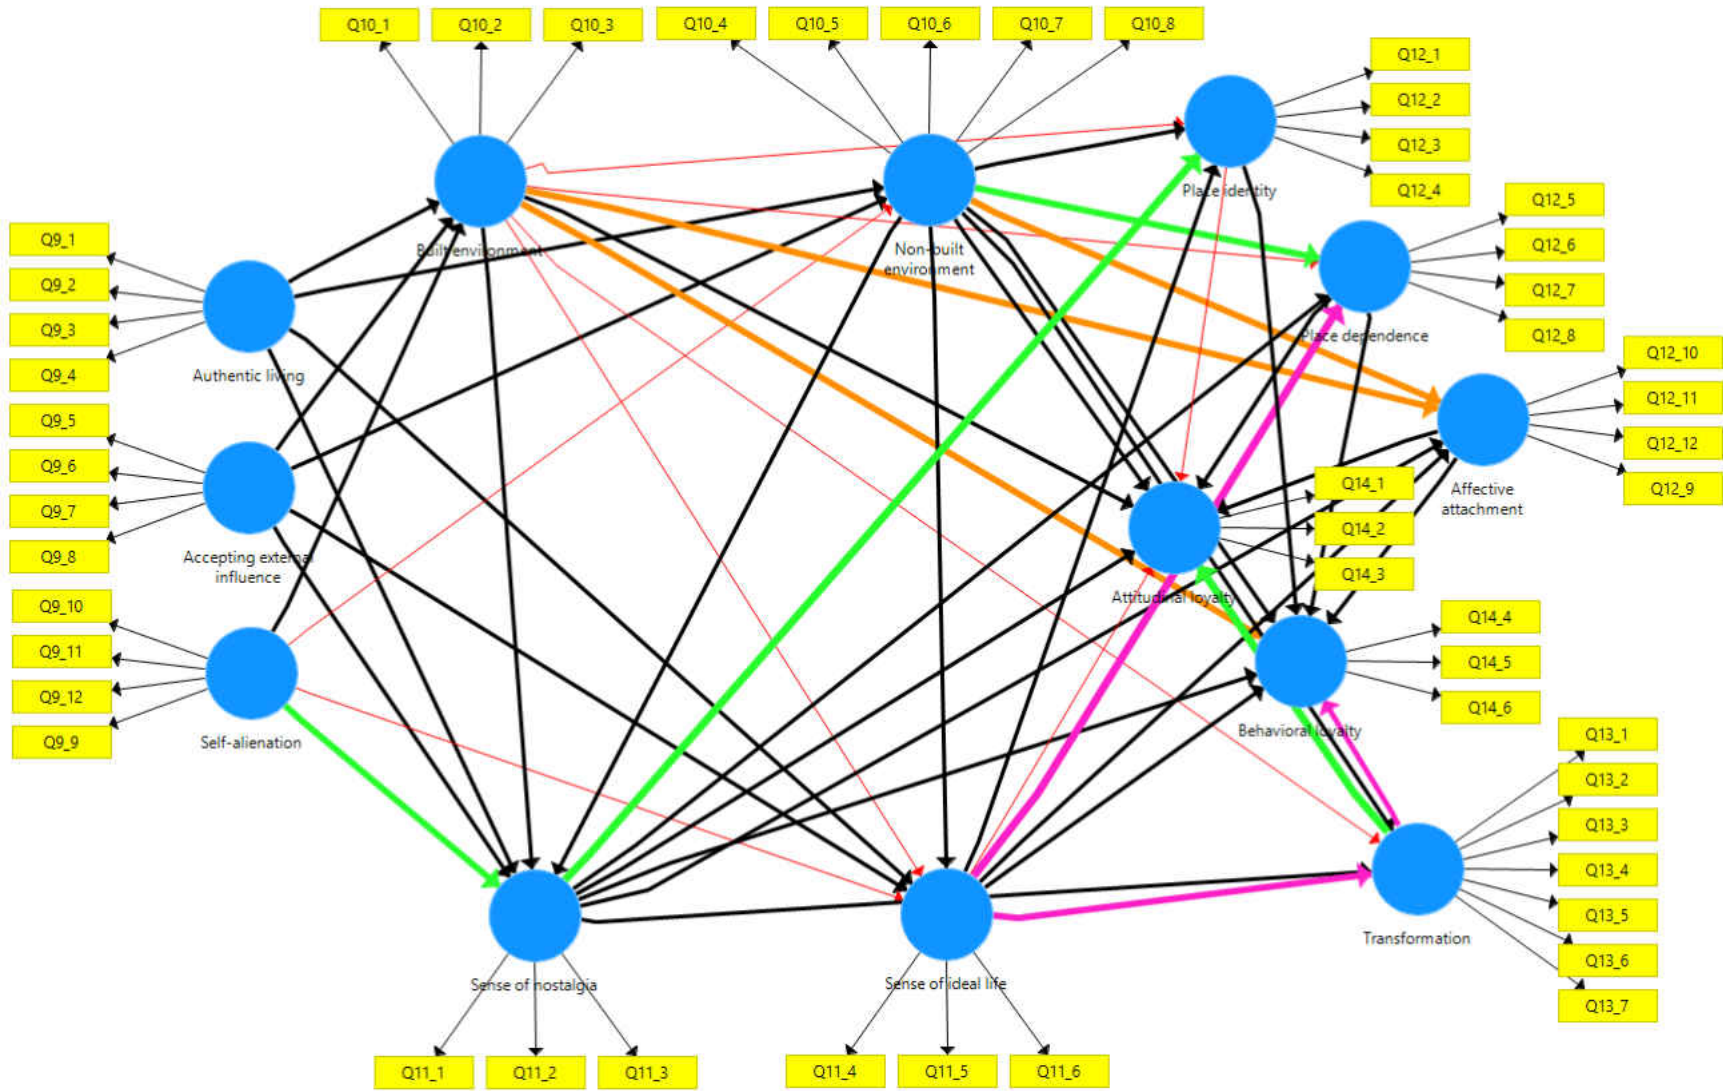 Q10_1
Q10_2
Q10_3
Q10_4
Q10_5
Q10_6
Q10_7
Q10_8
Q12_1
Q12_2
Q12_3
Q12_4
Place identity
Built environment
Non-built
environment
Q12_5
Q12_6
Q12_7
Q12_8
Place dependence
Q9_1
Q9_2
Q9_3
Q9_4
Authentic living
Q12_10
Q12_11
Q12_12
Q12_9
Affective
attachment
Q9_5
Q9_6
Q9_7
Q9_8
Accepting external
influence
Q14_1
Q14_2
Q14_3
Attitudinal loyalty
Q9_10
Q9_11
Q9_12
Q9_9
Self-alienation
Q14_4
Q14_5
Q14_6
Behavioral loyalty
Q13_1
Q13_2
Q13_3
Q13_4
Q13_5
Q13_6
Q13_7
Transformation
Sense of nostalgia
Sense of ideal life
Q11_1
Q11_2
Q11_3
Q11_4
Q11_5
Q11_6